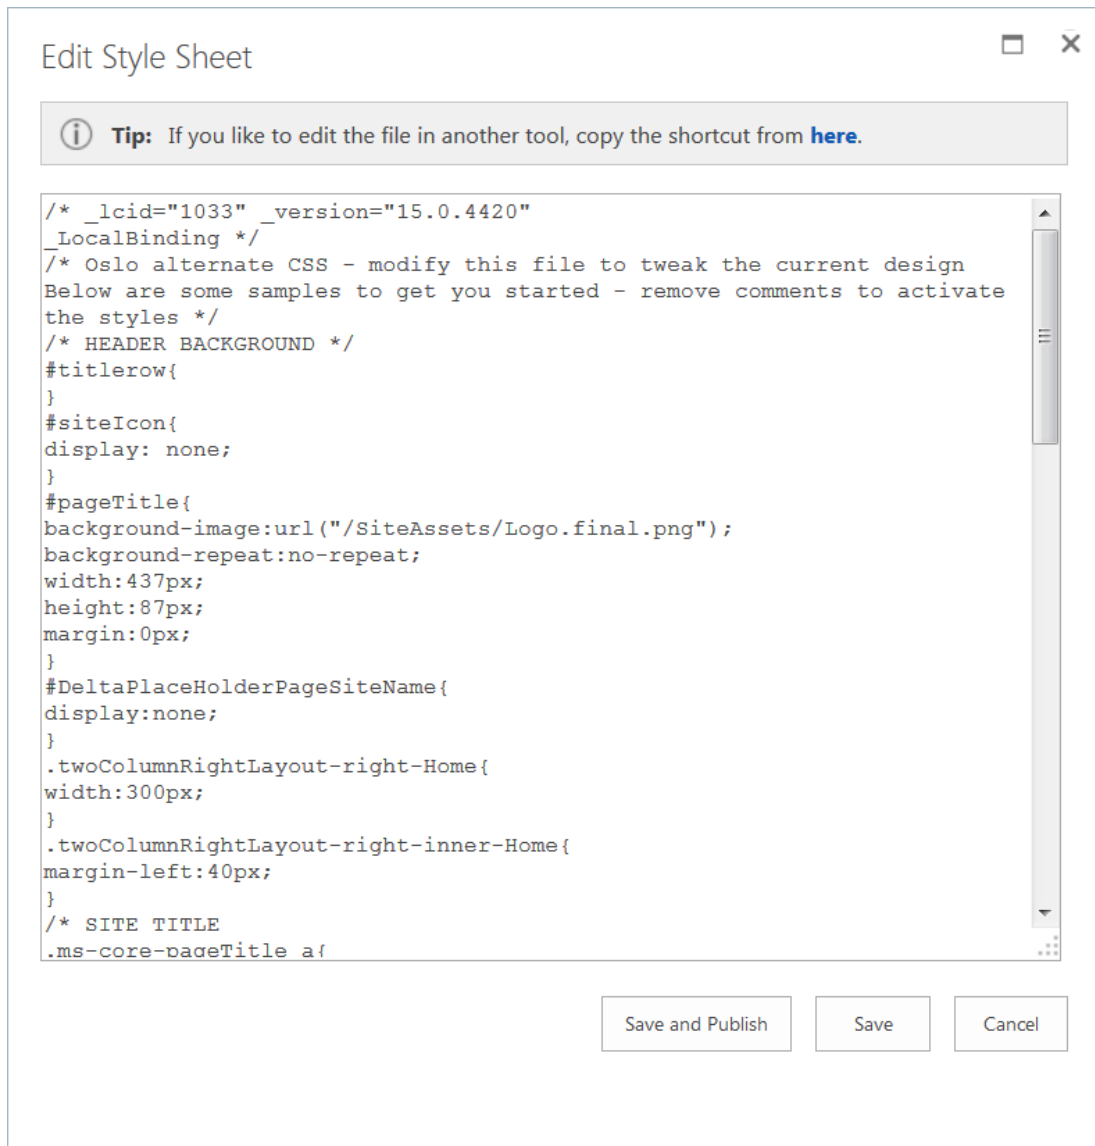 Edit Style Sheet
Tip: If you like to edit the file in another tool, copy the shortcut from here.
/* _lcid="1033" _version="15.0.4420"
_LocalBinding */
/* Oslo alternate CSS - modify this file to tweak the current design
Below are some samples to get you started - remove comments to activate
the styles */
/* HEADER BACKGROUND */
#titlerow{
}
#siteIcon{
display: none;
}
#pageTitle{
background-image:url("/SiteAssets/Logo.final.png");
background-repeat:no-repeat;
width:437px;
height:87px;
margin:0px;
}
#DeltaPlaceHolderPageSiteName{
display:none;
}
.twoColumnRightLayout-right-Home{
width:300px;
}
.twoColumnRightLayout-right-inner-Home{
margin-left:40px;
}
/* SITE TITLE
.ms-core-pageTitle a{
Save and Publish
Save
Cancel